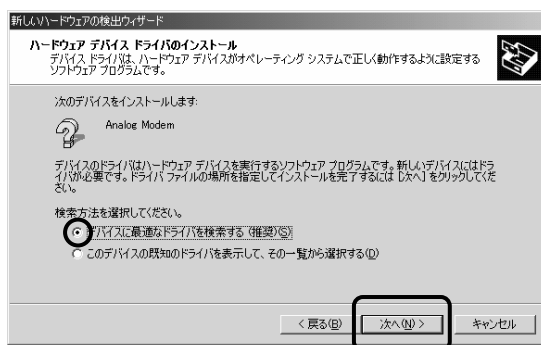 新しいハードウェアの検出ウィザード
ハードウェア デバイス ドライバのインストール
デバイス ドライバは、ハードウェア デバイスがオペレーティング システムで正しく動作するように設定する
ソフトウェア プログラムです。
次のデバイスをインストールします:
Analog Modem
デバイスのドライバはハードウェア デバイスを実行するソフトウェア プログラムです。新しいデバイスにはドラ
イバが必要です。ドライバ ファイルの場所を指定してインストールを完了するには [次へ] をクリックしてくだ
さい。
検索方法を選択してください。
デバイスに最適なドライバを検索する (推奨)(S)
このデバイスの既知のドライバを表示して、その一覧から選択する(D)
< 戻る(B) 次へ(N) > キャンセル